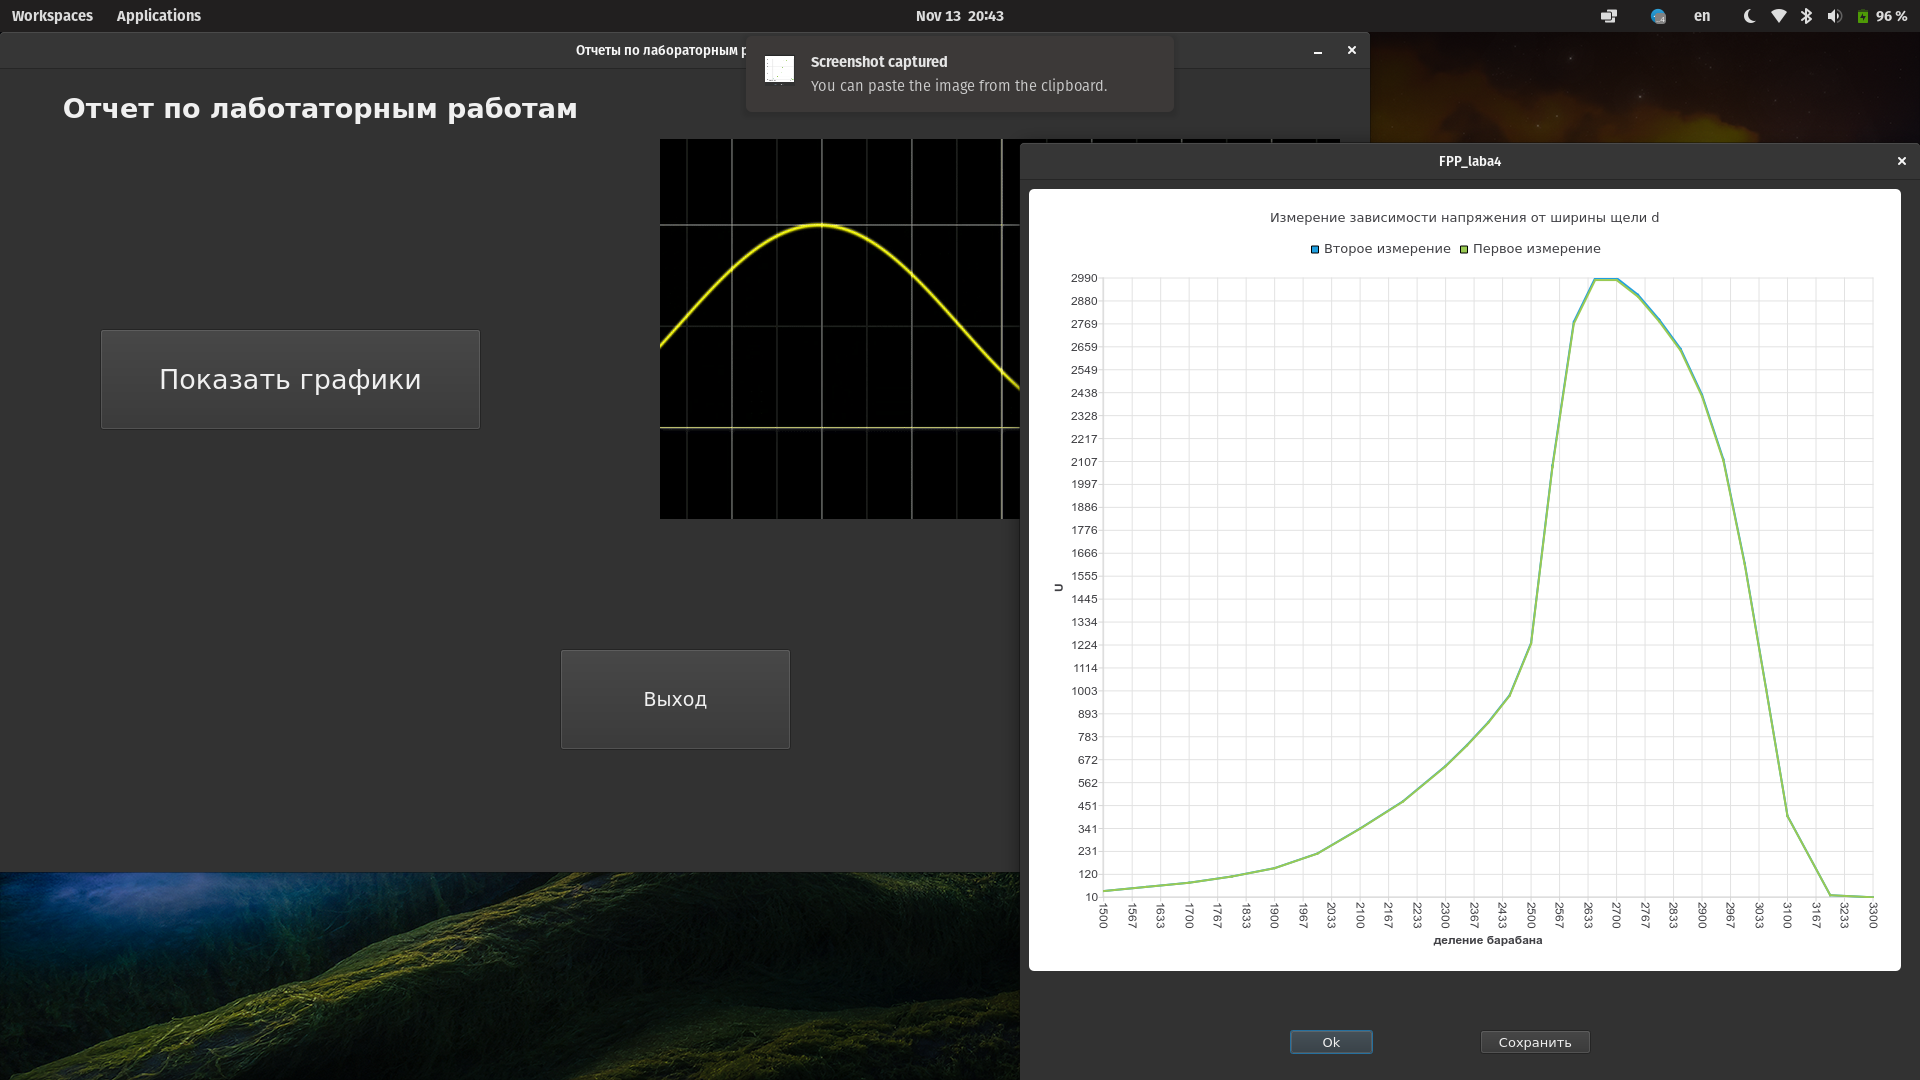 Workspaces Applications Nov 13 20:43 en 96 %
Отчеты по лабораторным р
Screenshot captured
You can paste the image from the clipboard.
Отчет по лаботаторным работам
Показать графики
Выход
FPP_laba4
Измерение зависимости напряжения от ширины щели d
Второе измерение Первое измерение
2990
2880
2769
2659
2549
2438
2328
2217
2107
1997
1886
1776
1666
1555
1445
1334
1224
1114
1003
893
783
672
562
451
341
231
120
10
U
1500 1567 1633 1700 1767 1833 1900 1967 2033 2100 2167 2233 2300 2367 2433 2500 2567 2633 2700 2767 2833 2900 2967 3033 3100 3167 3233 3300
деление барабана
Ok Сохранить